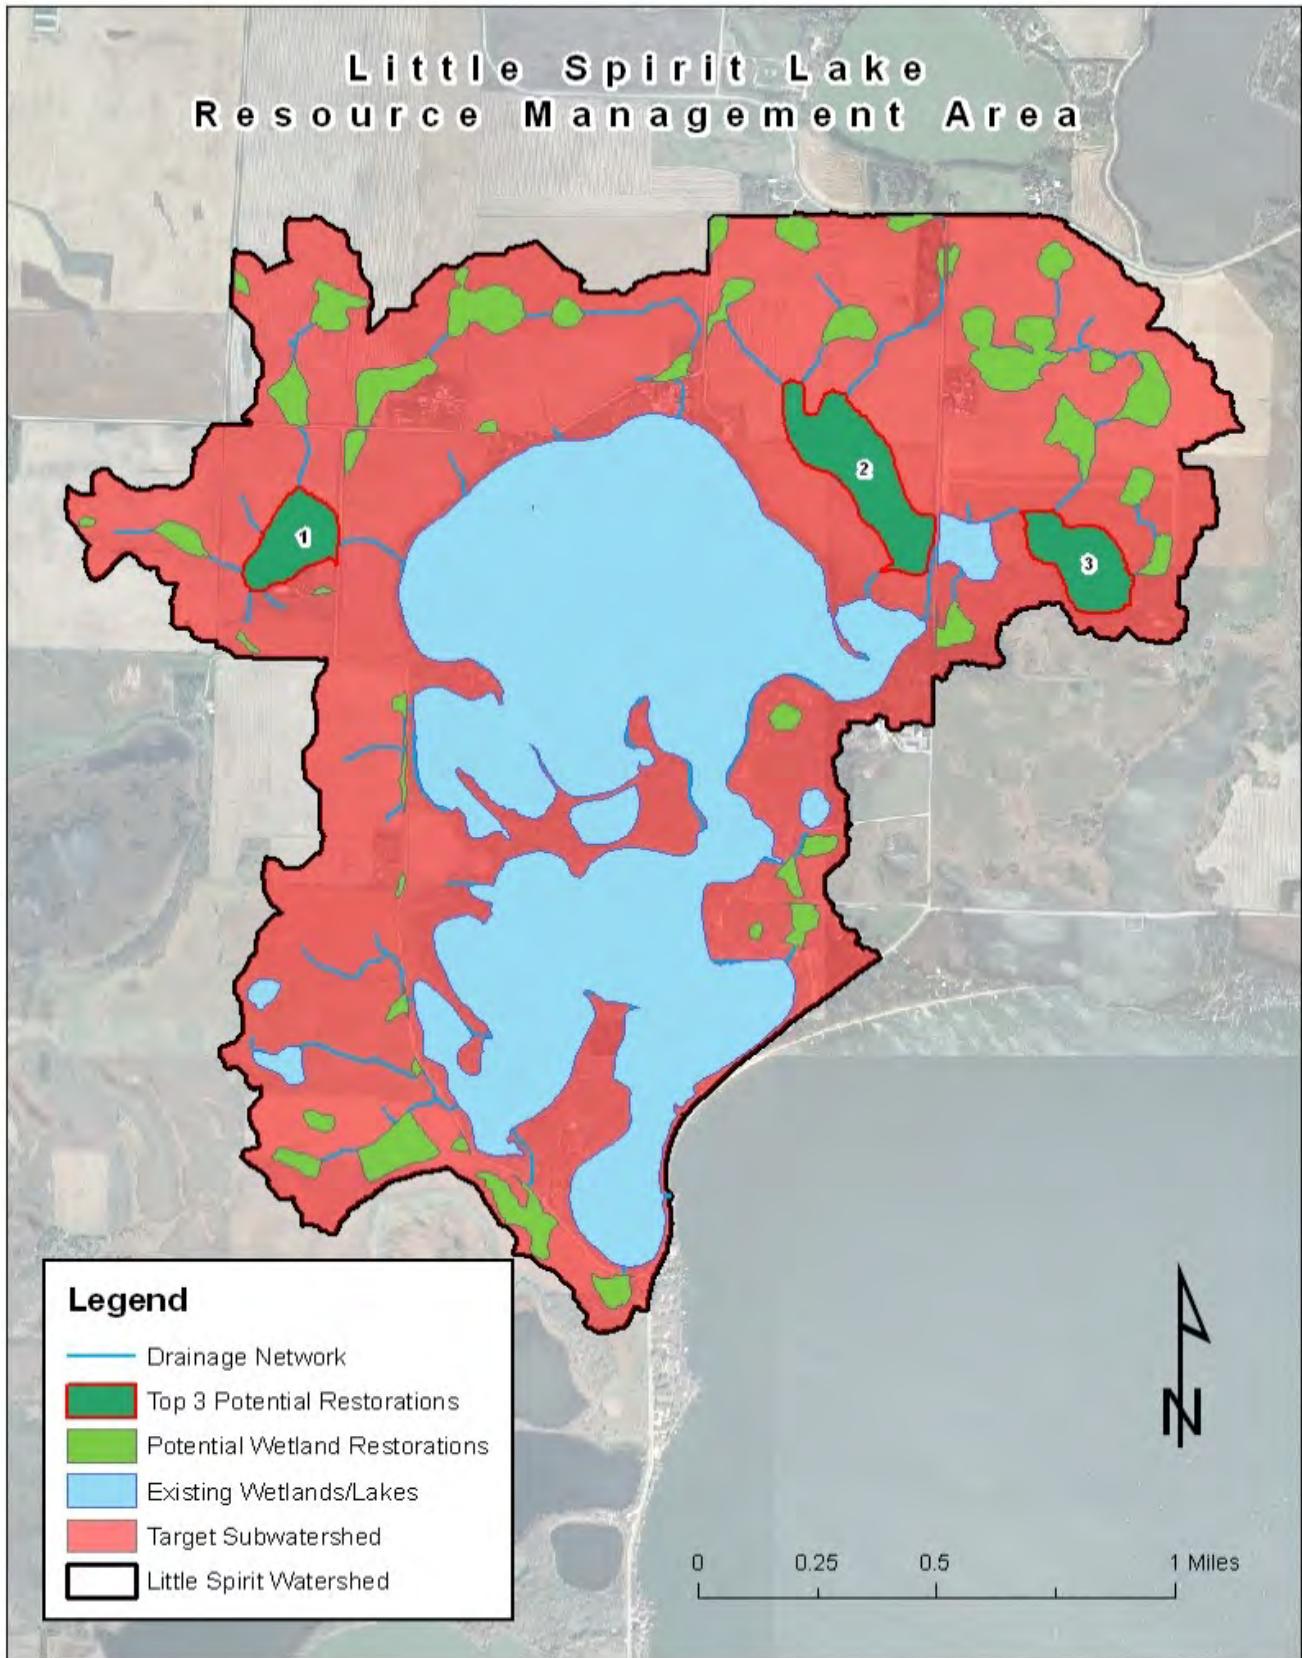 Little Spirit Lake
Resource Management Area
1
2
3
Legend
Drainage Network
Top 3 Potential Restorations
Potential Wetland Restorations
Existing Wetlands/Lakes
Target Subwatershed
Little Spirit Watershed
N
0 0.25 0.5 1 Miles